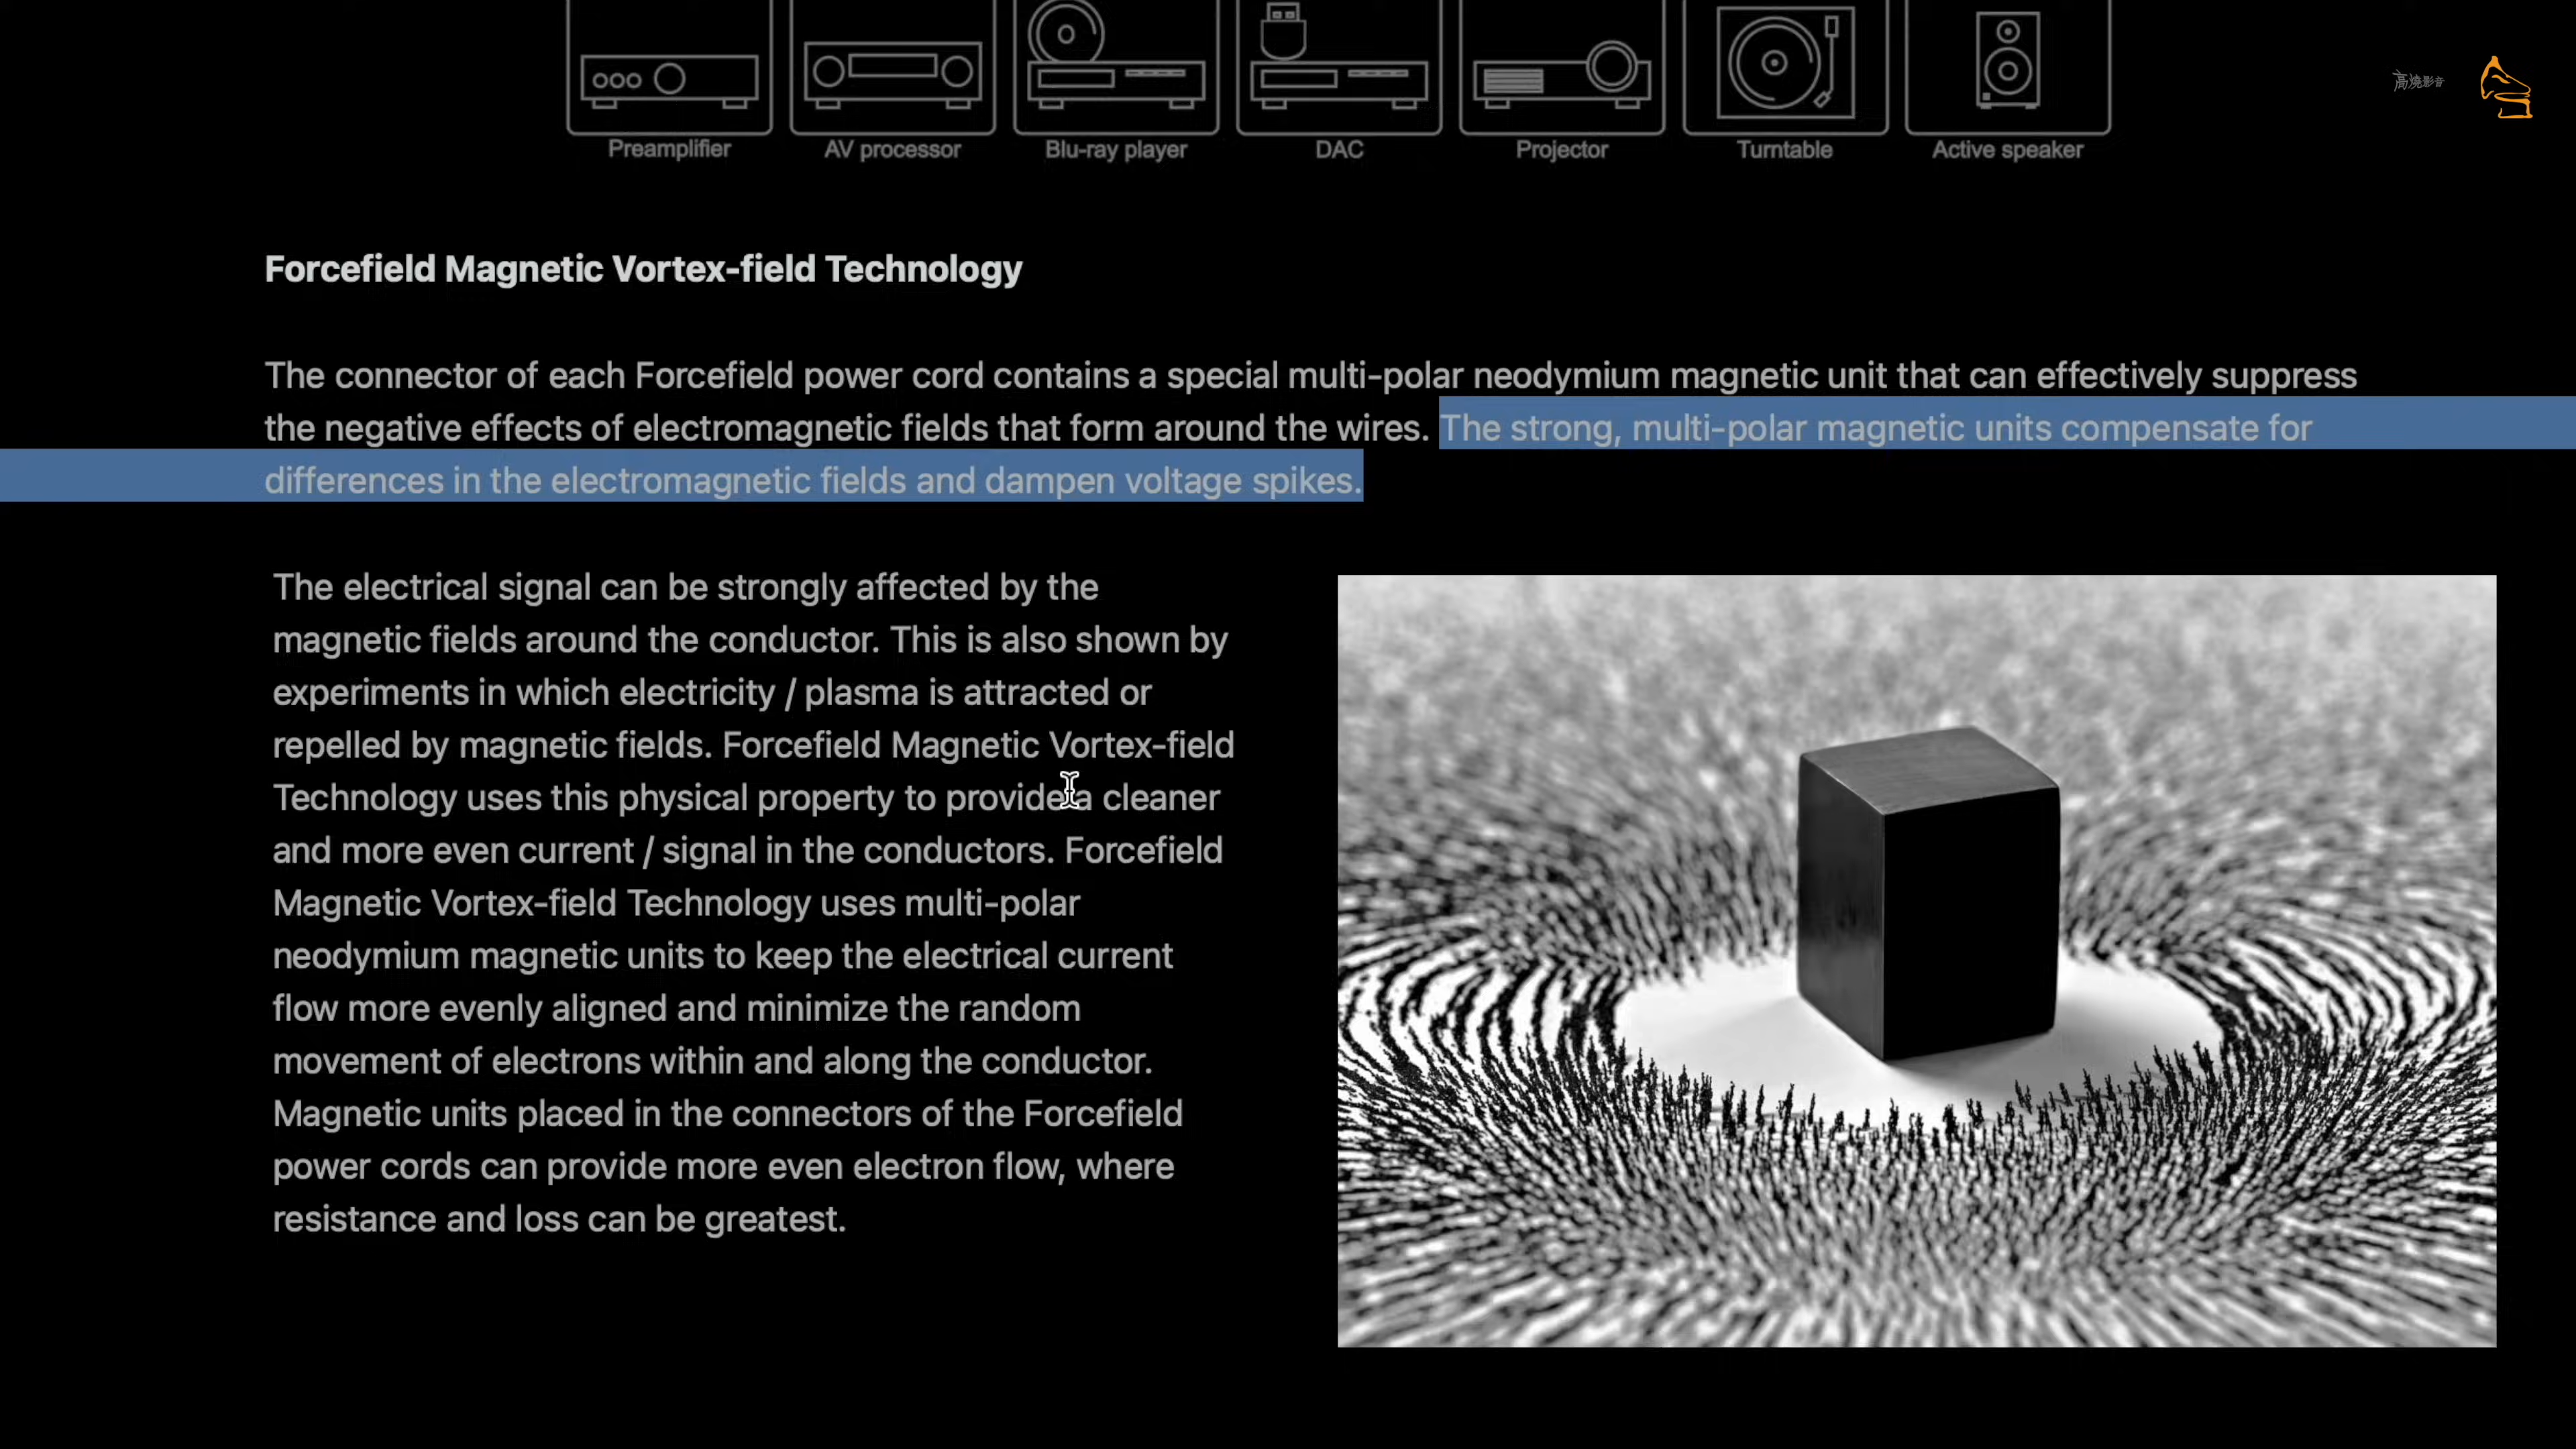 高燒影音
Preamplifier AV processor Blu-ray player DAC Projector Turntable Active speaker
Forcefield Magnetic Vortex-field Technology
The connector of each Forcefield power cord contains a special multi-polar neodymium magnetic unit that can effectively suppress
the negative effects of electromagnetic fields that form around the wires. The strong, multi-polar magnetic units compensate for
differences in the electromagnetic fields and dampen voltage spikes.
The electrical signal can be strongly affected by the
magnetic fields around the conductor. This is also shown by
experiments in which electricity / plasma is attracted or
repelled by magnetic fields. Forcefield Magnetic Vortex-field
Technology uses this physical property to provide a cleaner
and more even current / signal in the conductors. Forcefield
Magnetic Vortex-field Technology uses multi-polar
neodymium magnetic units to keep the electrical current
flow more evenly aligned and minimize the random
movement of electrons within and along the conductor.
Magnetic units placed in the connectors of the Forcefield
power cords can provide more even electron flow, where
resistance and loss can be greatest.